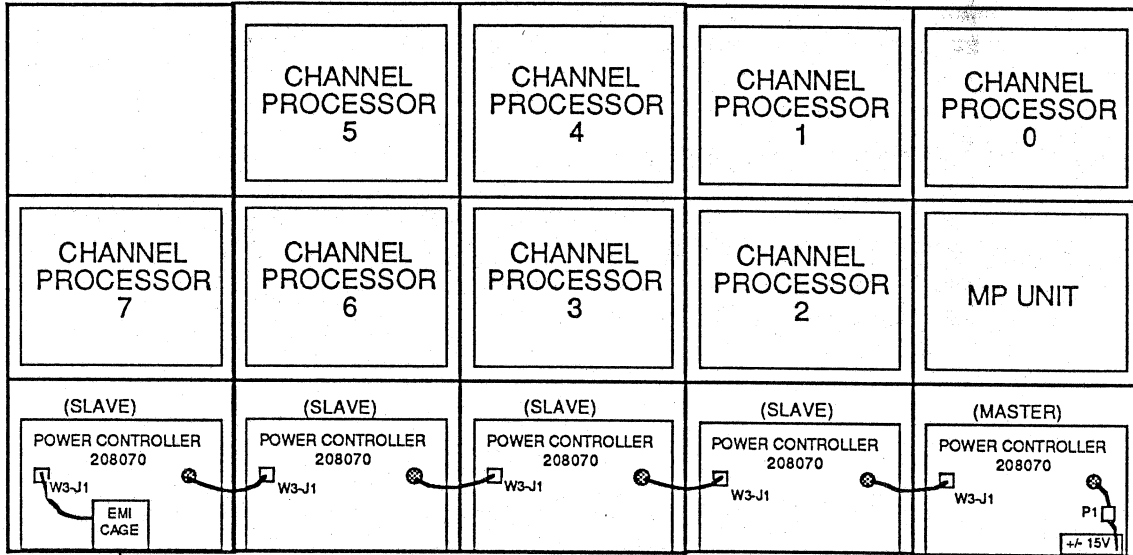 CHANNEL
PROCESSOR
5
CHANNEL
PROCESSOR
4
CHANNEL
PROCESSOR
1
CHANNEL
PROCESSOR
0
CHANNEL
PROCESSOR
7
CHANNEL
PROCESSOR
6
CHANNEL
PROCESSOR
3
CHANNEL
PROCESSOR
2
MP UNIT
(SLAVE)
POWER CONTROLLER
208070
W3-J1
EMI
CAGE
(SLAVE)
POWER CONTROLLER
208070
W3-J1
(SLAVE)
POWER CONTROLLER
208070
W3-J1
(SLAVE)
POWER CONTROLLER
208070
W3-J1
(MASTER)
POWER CONTROLLER
208070
W3-J1
P1
+/- 15V